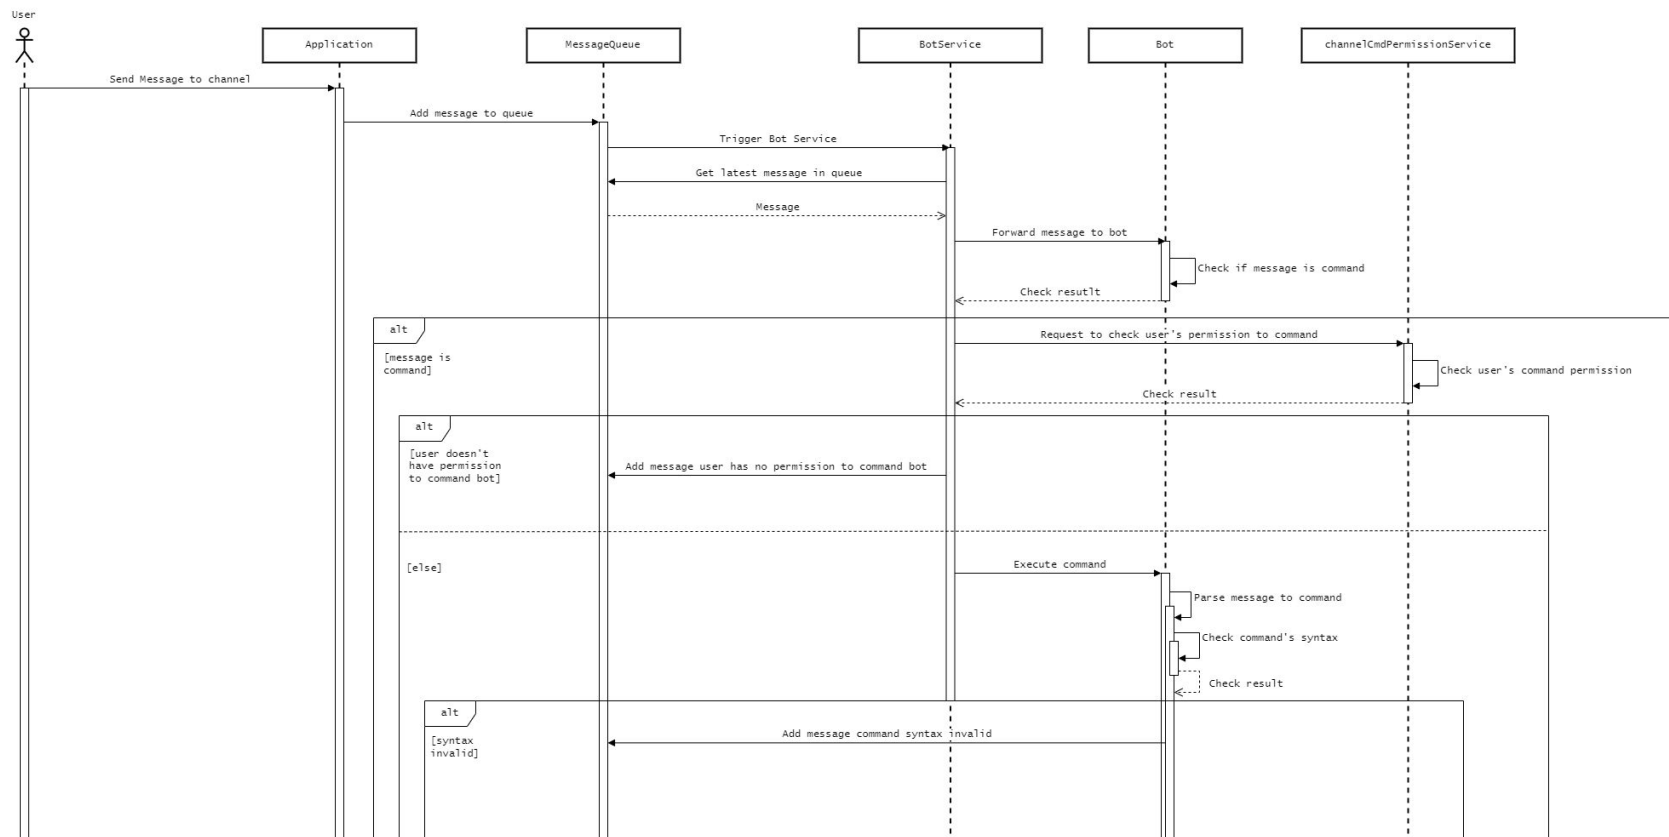 User
Application
MessageQueue
BotService
Bot
channelCmdPermissionService
Send Message to channel
Add message to queue
Trigger Bot Service
Get latest message in queue
Message
Forward message to bot
Check if message is command
Check resutlt
alt
[message is
command]
Request to check user's permission to command
Check user's command permission
Check result
alt
[user doesn't
have permission
to command bot]
Add message user has no permission to command bot
[else]
Execute command
Parse message to command
Check command's syntax
Check result
alt
[syntax
invalid]
Add message command syntax invalid